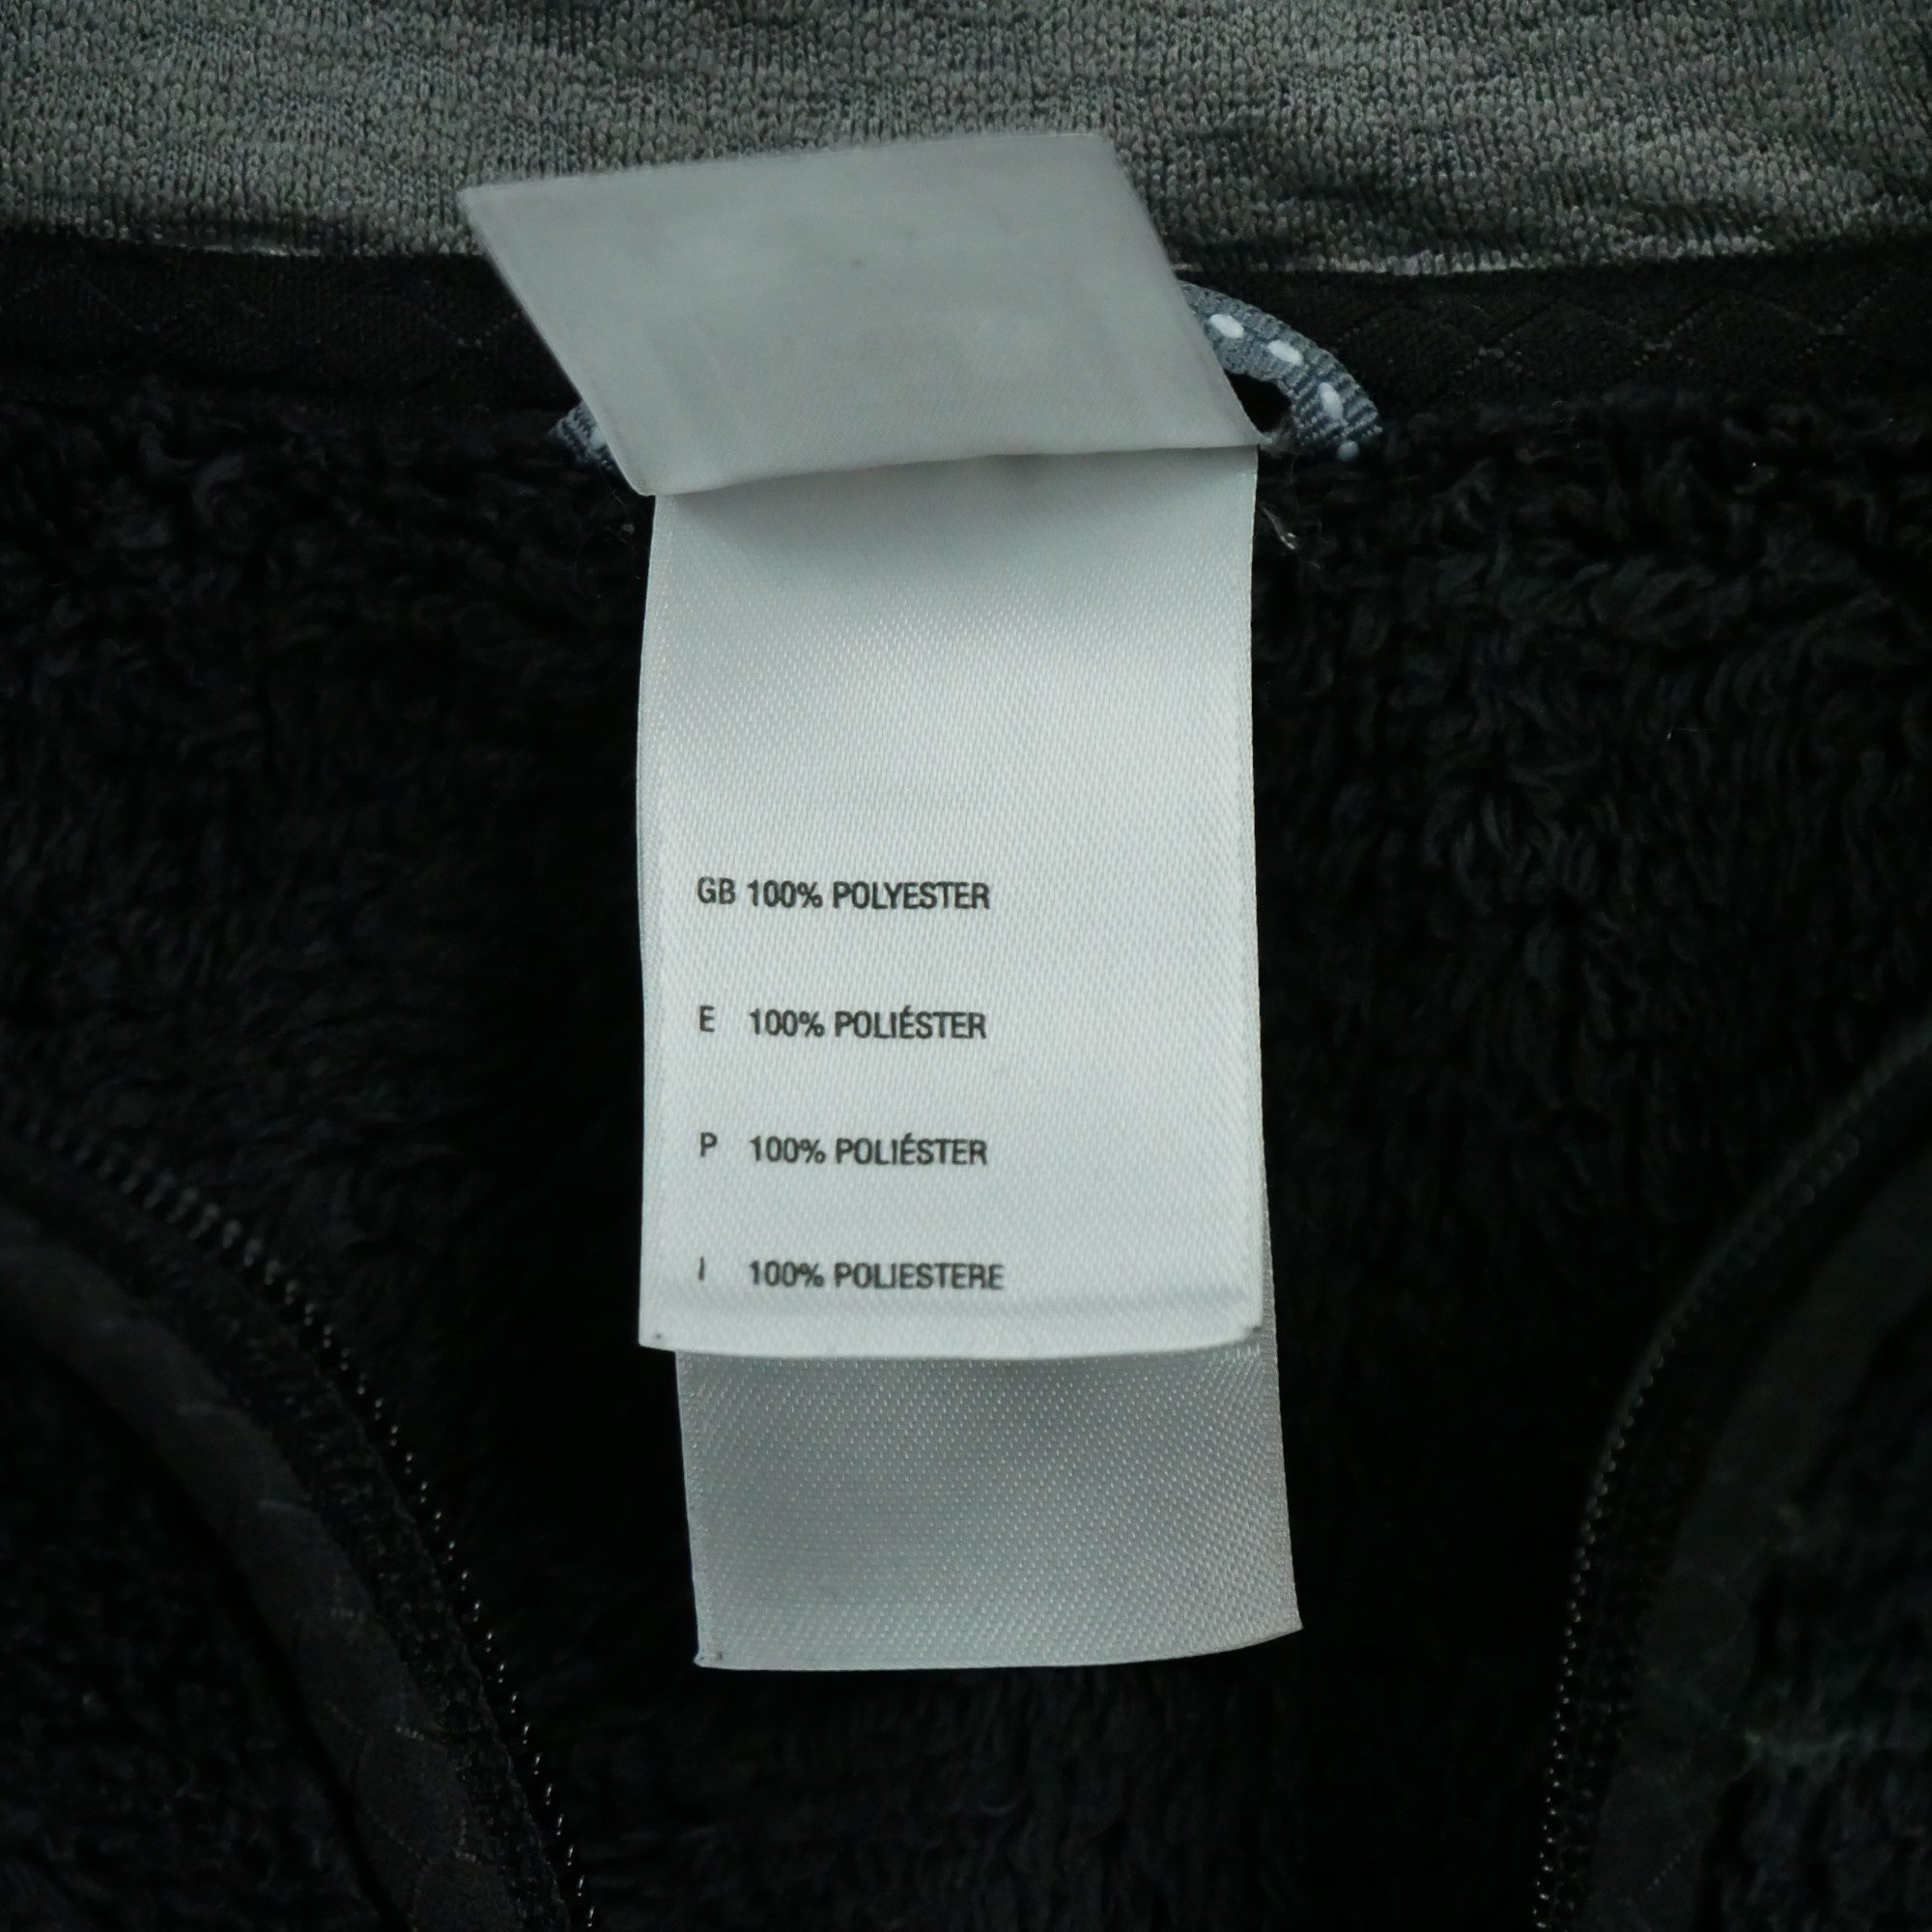 GB 100% POLYESTER
E 100% POLIÉSTER
P 100% POLIÉSTER
I 100% POLIESTERE